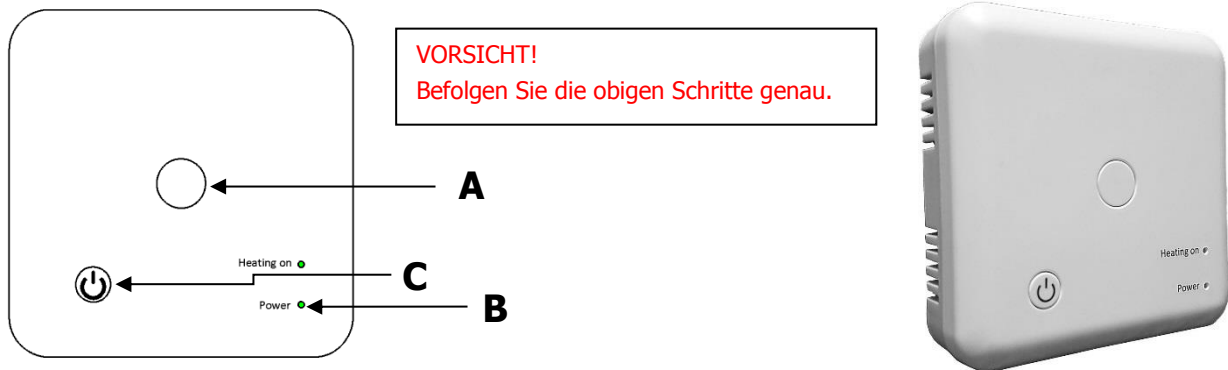 VORSICHT!
Befolgen Sie die obigen Schritte genau.
A
Heating on
C
Power
B
Heating on
Power